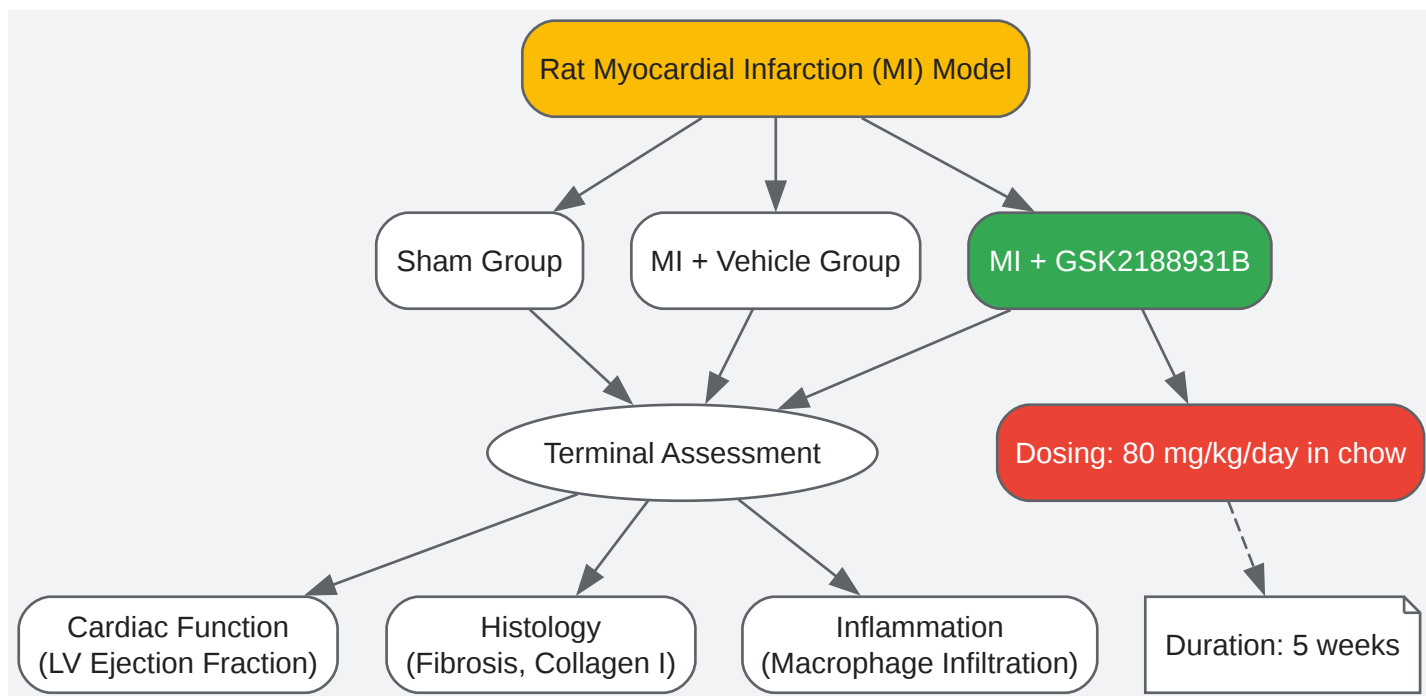 Rat Myocardial Infarction (MI) Model
Sham Group
MI + Vehicle Group
MI + GSK2188931B
Terminal Assessment
Dosing: 80 mg/kg/day in chow
Cardiac Function
(LV Ejection Fraction)
Histology
(Fibrosis, Collagen I)
Inflammation
(Macrophage Infiltration)
Duration: 5 weeks